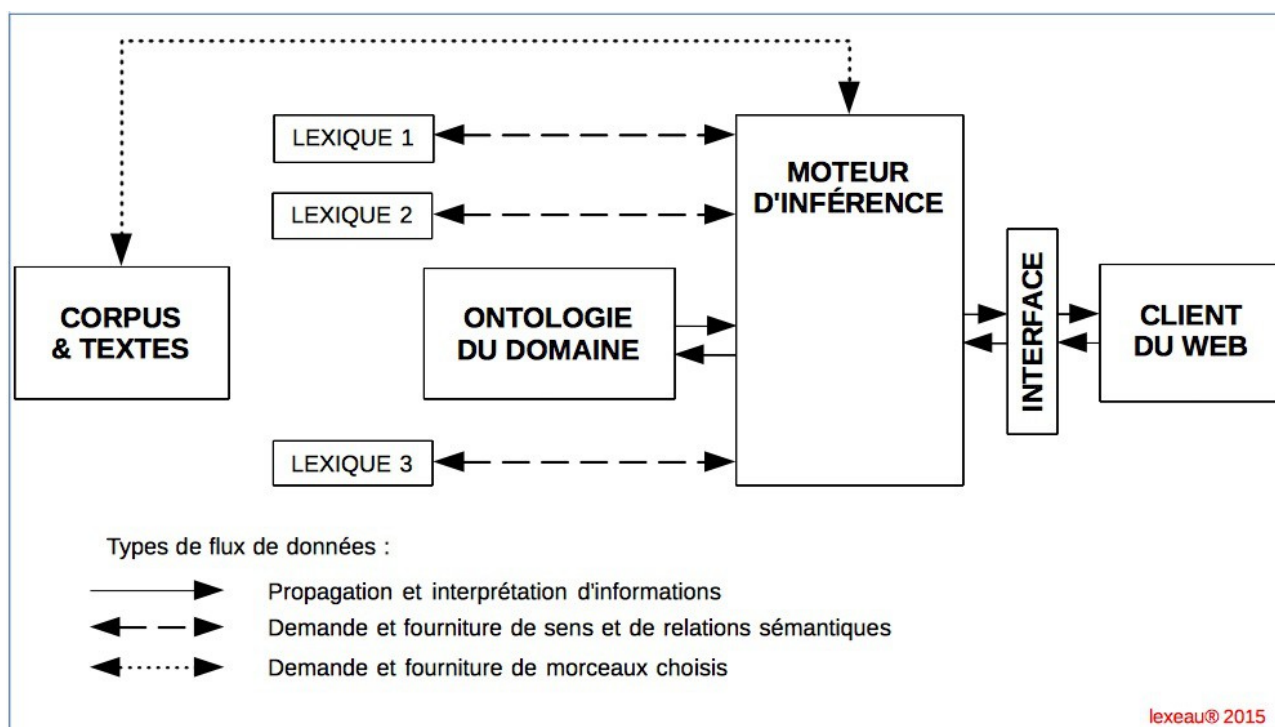 LEXIQUE 1
MOTEUR
D'INFÉRENCE
LEXIQUE 2
CORPUS
& TEXTES
ONTOLOGIE
DU DOMAINE
INTERFACE
CLIENT
DU WEB
LEXIQUE 3
Types de flux de données :
Propagation et interprétation d'informations
Demande et fourniture de sens et de relations sémantiques
Demande et fourniture de morceaux choisis
lexeau® 2015